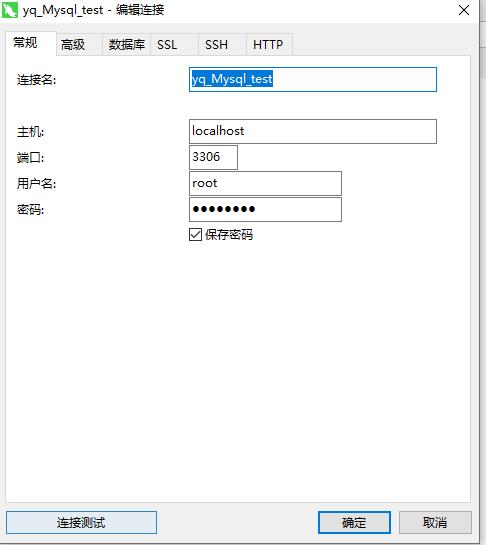 yq_Mysql_test - 编辑连接
常规 高级 数据库 SSL SSH HTTP
连接名: yq_Mysql_test
主机: localhost
端口: 3306
用户名: root
密码: ●●●●●●●●
保存密码
连接测试 确定 取消